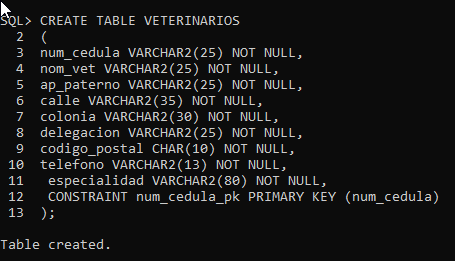 SQL> CREATE TABLE VETERINARIOS
2 (
3 num_cedula VARCHAR2(25) NOT NULL,
4 nom_vet VARCHAR2(25) NOT NULL,
5 ap_paterno VARCHAR2(25) NOT NULL,
6 calle VARCHAR2(35) NOT NULL,
7 colonia VARCHAR2(30) NOT NULL,
8 delegacion VARCHAR2(25) NOT NULL,
9 codigo_postal CHAR(10) NOT NULL,
10 telefono VARCHAR2(13) NOT NULL,
11 especialidad VARCHAR2(80) NOT NULL,
12 CONSTRAINT num_cedula_pk PRIMARY KEY (num_cedula)
13 );
Table created.